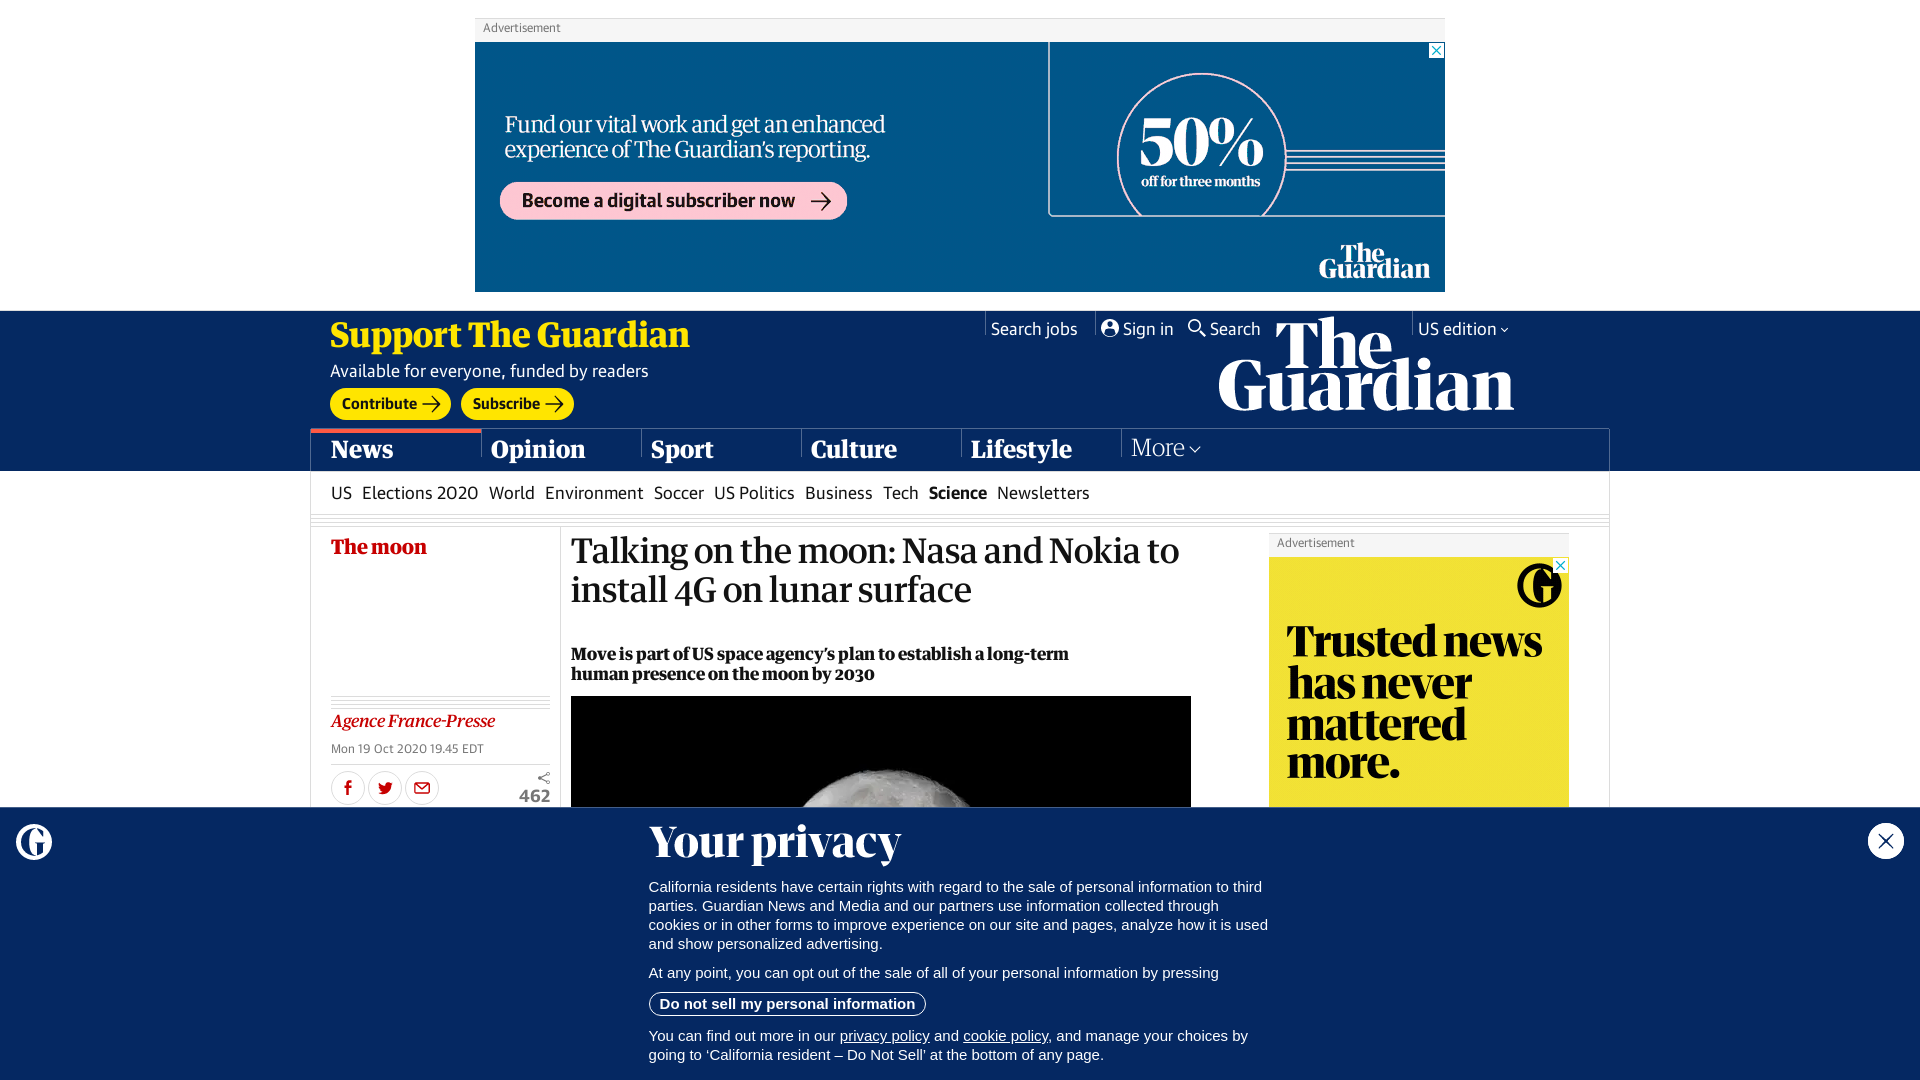 Advertisement
Fund our vital work and get an enhanced
experience of The Guardian's reporting.
Become a digital subscriber now
50%
off for three months
The
Guardian
Support The Guardian
Available for everyone, funded by readers
Contribute
Subscribe
Search jobs
Sign in
Search
US edition
The
Guardian
News
Opinion
Sport
Culture
Lifestyle
More
US Elections 2020 World Environment Soccer US Politics Business Tech Science Newsletters
The moon
Talking on the moon: Nasa and Nokia to
install 4G on lunar surface
Move is part of US space agency's plan to establish a long-term
human presence on the moon by 2030
Agence France-Presse
Mon 19 Oct 2020 19.45 EDT
462
Advertisement
G
Trusted news
has never
mattered
more.
G
Your privacy
California residents have certain rights with regard to the sale of personal information to third
parties. Guardian News and Media and our partners use information collected through
cookies or in other forms to improve experience on our site and pages, analyze how it is used
and show personalized advertising.
At any point, you can opt out of the sale of all of your personal information by pressing
Do not sell my personal information
You can find out more in our privacy policy and cookie policy, and manage your choices by
going to ‘California resident – Do Not Sell’ at the bottom of any page.